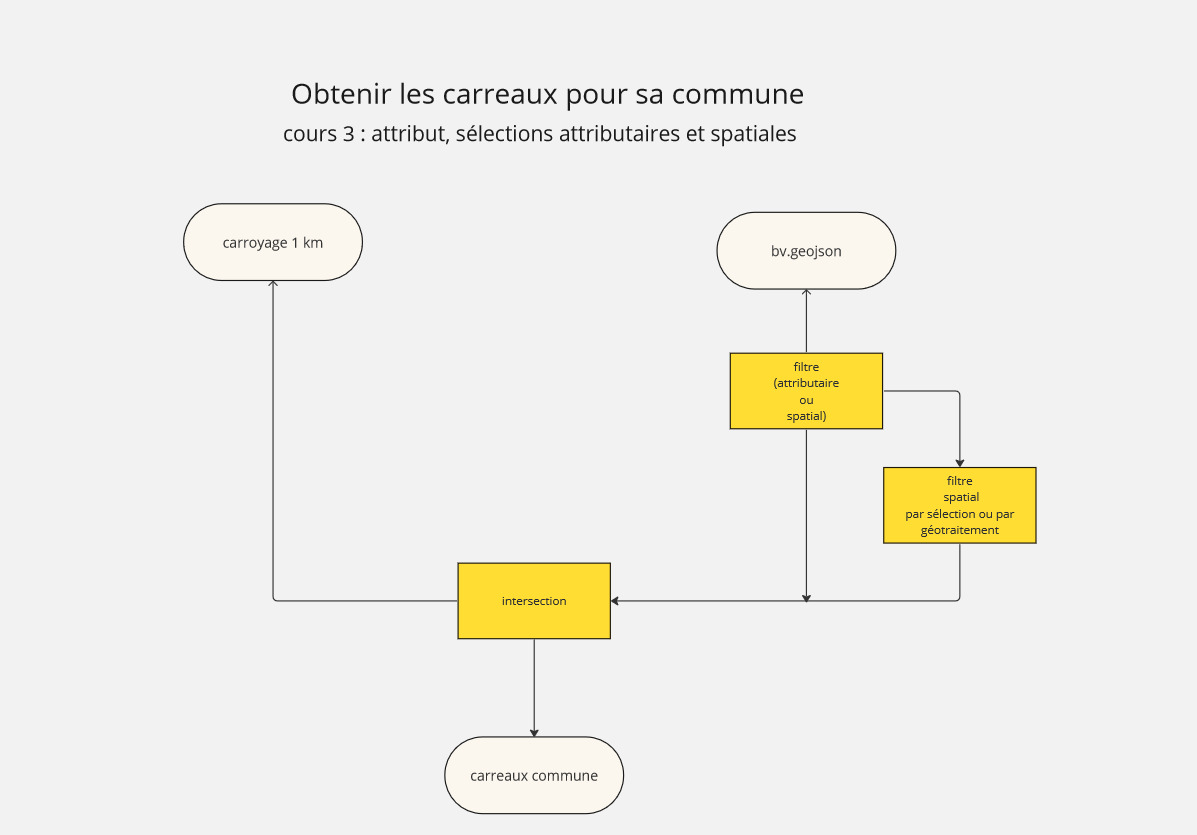 Obtenir les carreaux pour sa commune
cours 3 : attribut, sélections attributaires et spatiales
carroyage 1 km
bv.geojson
filtre
(attributaire
ou
spatial)
filtre
spatial
par sélection ou par
géotraitement
intersection
carreaux commune